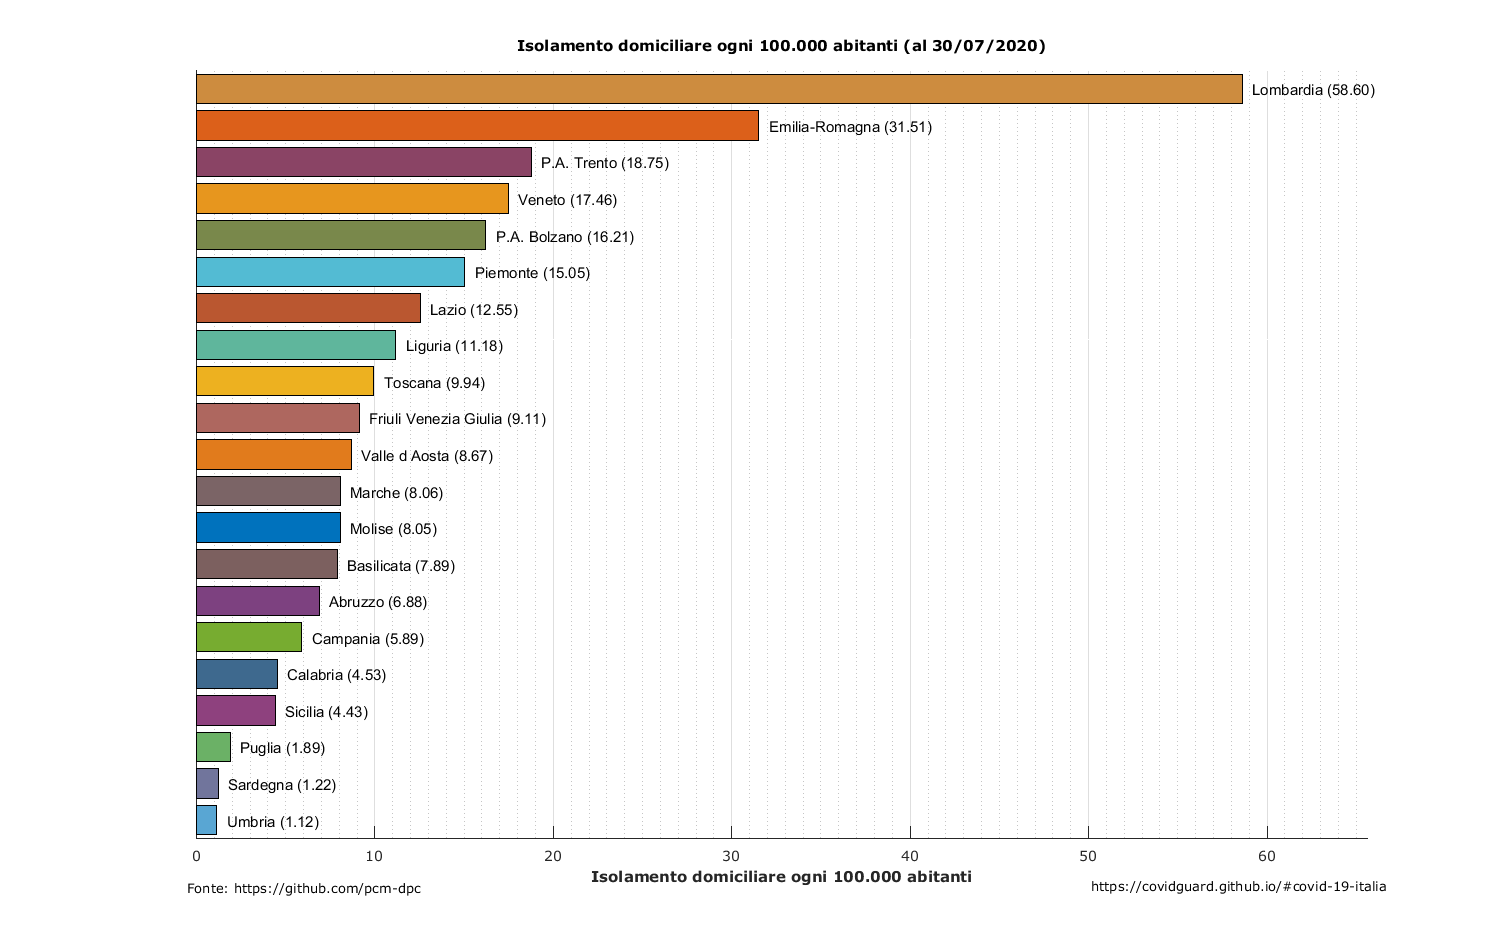 Isolamento domiciliare ogni 100.000 abitanti (al 30/07/2020)
Lombardia (58.60)
Emilia-Romagna (31.51)
P.A. Trento (18.75)
Veneto (17.46)
P.A. Bolzano (16.21)
Piemonte (15.05)
Lazio (12.55)
Liguria (11.18)
Toscana (9.94)
Friuli Venezia Giulia (9.11)
Valle d Aosta (8.67)
Marche (8.06)
Molise (8.05)
Basilicata (7.89)
Abruzzo (6.88)
Campania (5.89)
Calabria (4.53)
Sicilia (4.43)
Puglia (1.89)
Sardegna (1.22)
Umbria (1.12)
0 10 20 30 40 50 60
Isolamento domiciliare ogni 100.000 abitanti
Fonte: https://github.com/pcm-dpc
https://covidguard.github.io/#covid-19-italia